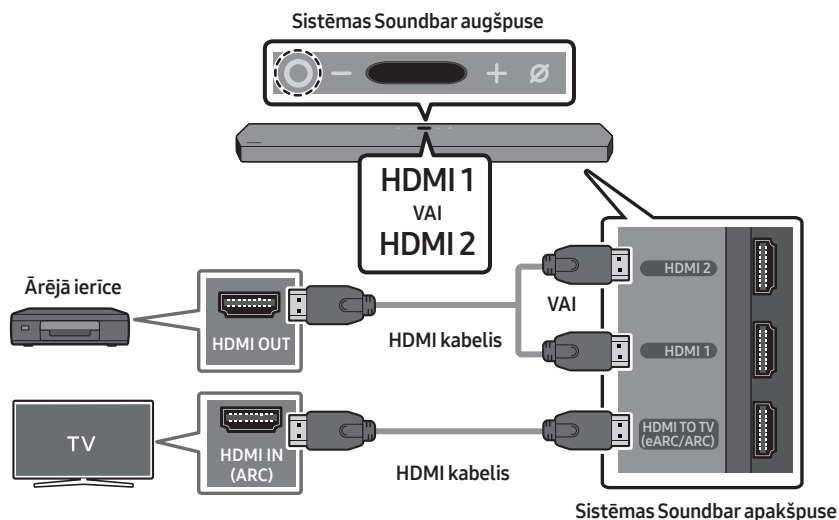 Sistēmas Soundbar augšpuse
HDMI 1
VAI
HDMI 2
Ārējā ierīce
HDMI OUT
HDMI kabelis
VAI
HDMI 2
HDMI 1
TV
HDMI IN
(ARC)
HDMI kabelis
HDMI TO TV
(eARC/ARC)
Sistēmas Soundbar apakšpuse